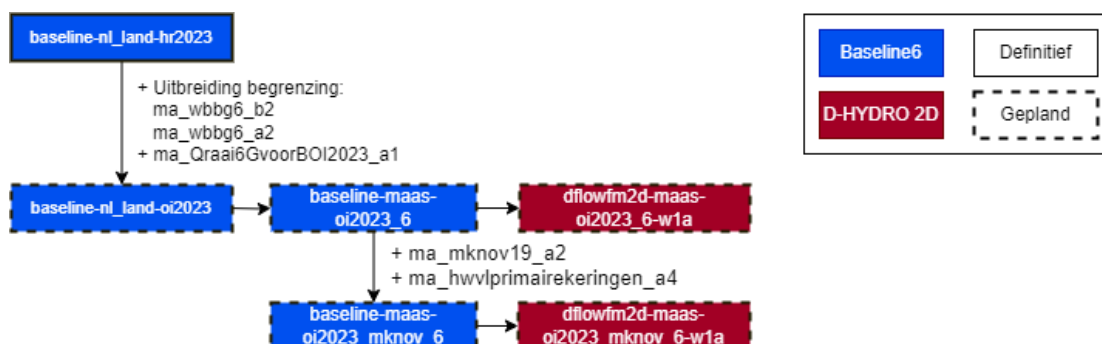 baseline-nl_land-hr2023
+ Uitbreiding begrenzing:
ma_wbbg6_b2
ma_wbbg6_a2
+ ma_Qraai6GvoorBOI2023_a1
baseline-nl_land-oi2023
baseline-maas-
oi2023_6
dflowfm2d-maas-
oi2023_6-w1a
+ ma_mknov19_a2
+ ma_hwvlprimairekeringen_a4
baseline-maas-
oi2023_mknov_6
dflowfm2d-maas-
oi2023_mknov_6-w1a
Baseline6
Definitief
D-HYDRO 2D
Gepland